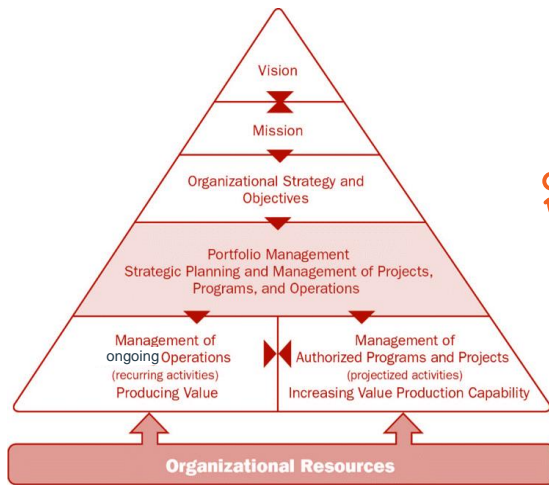 Vision
Mission
Organizational Strategy and
Objectives
Portfolio Management
Strategic Planning and Management of Projects,
Programs, and Operations
Management of
ongoing Operations
(recurring activities)
Producing Value
Management of
Authorized Programs and Projects
(projectized activities)
Increasing Value Production Capability
Organizational Resources